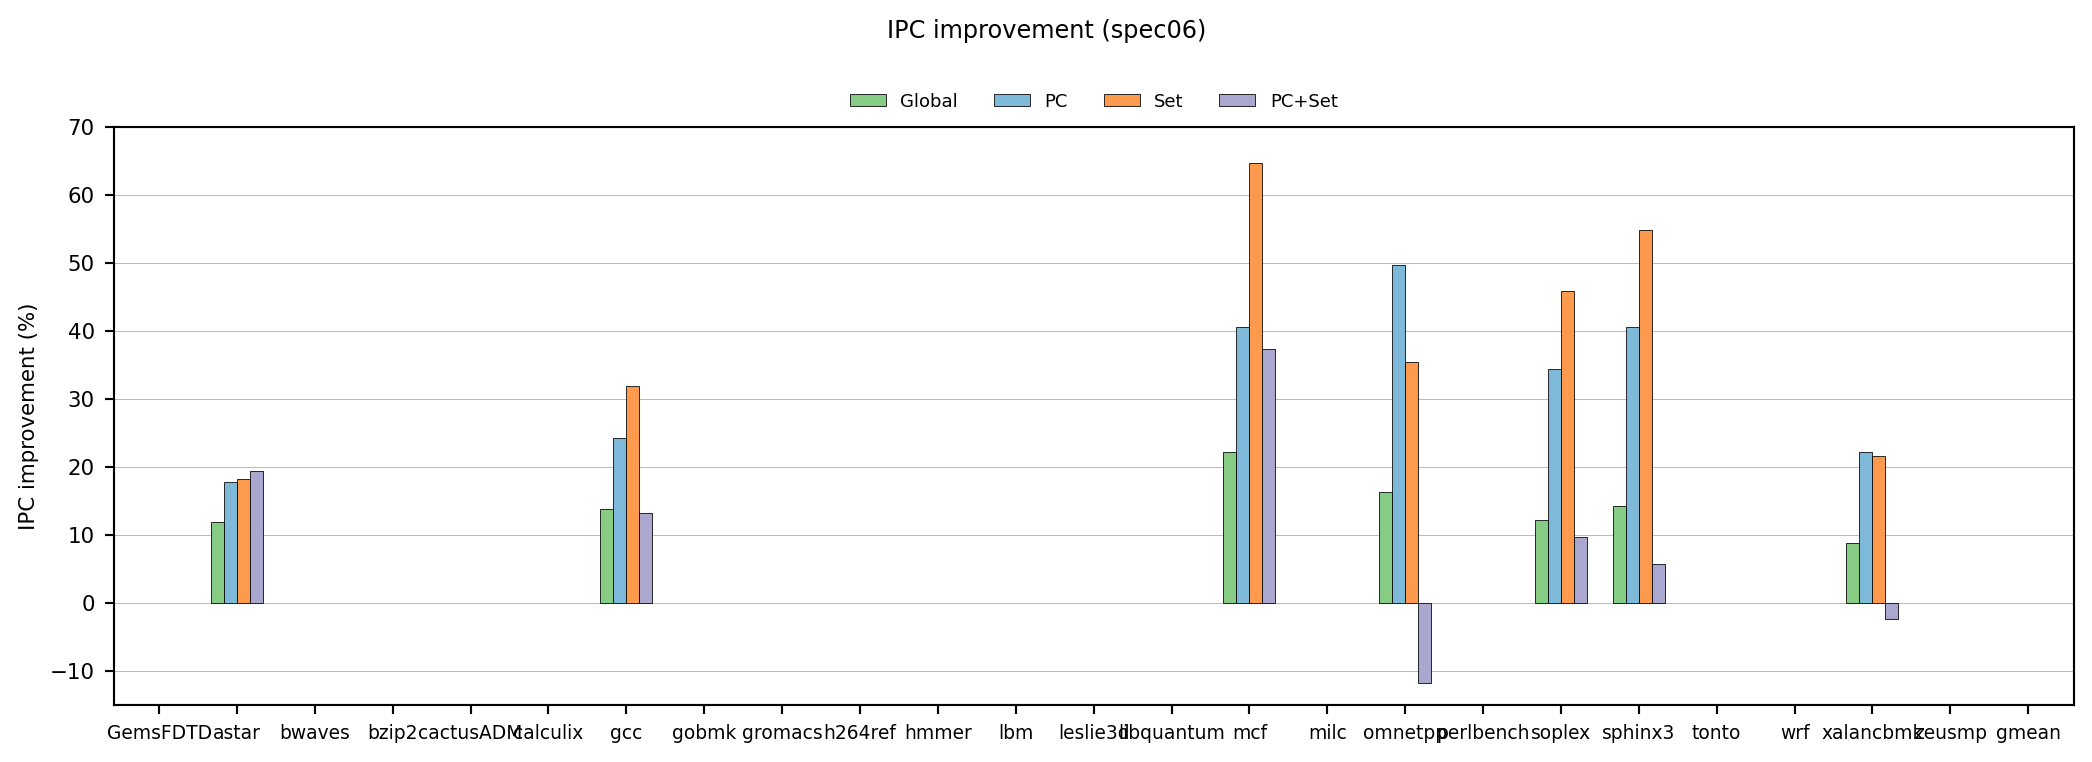 IPC improvement (spec06)
Global PC Set PC+Set
IPC improvement (%)
70
60
50
40
30
20
10
0
−10
GemsFDTD astar bwaves bzip2 cactusADM calculix gcc gobmk gromacs h264ref hmmer lbm leslie3d libquantum mcf milc omnetpp perlbench soplex sphinx3 tonto wrf xalancbmk zeusmp gmean